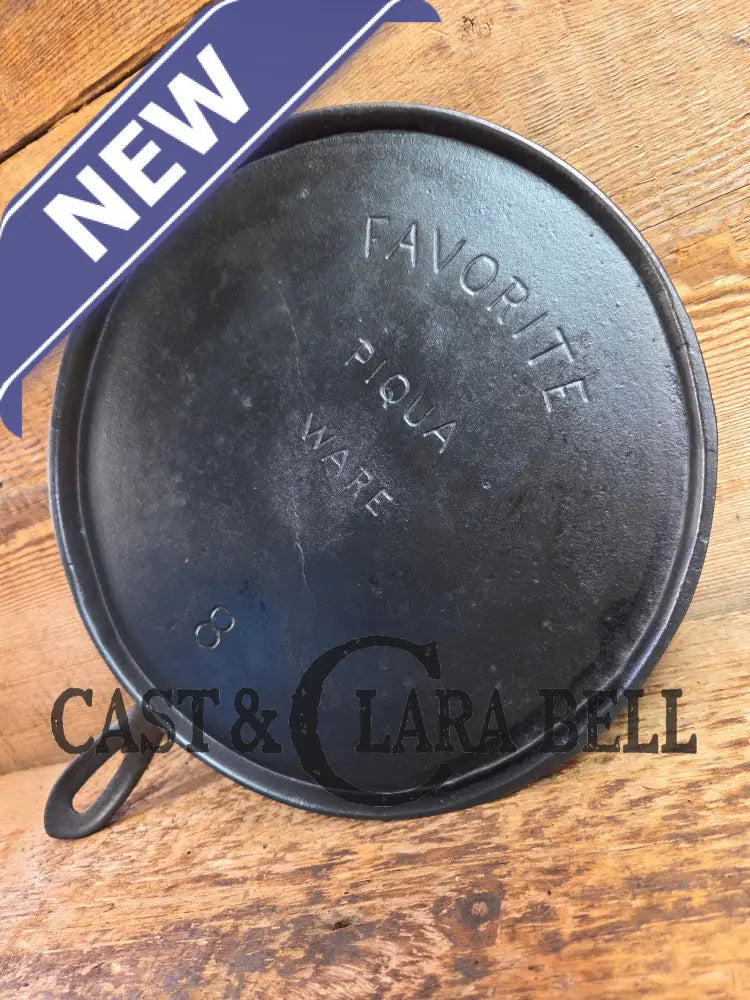 NEW
FAVORITE
PIQUA
WARE
8
CAST & CLARA BELL